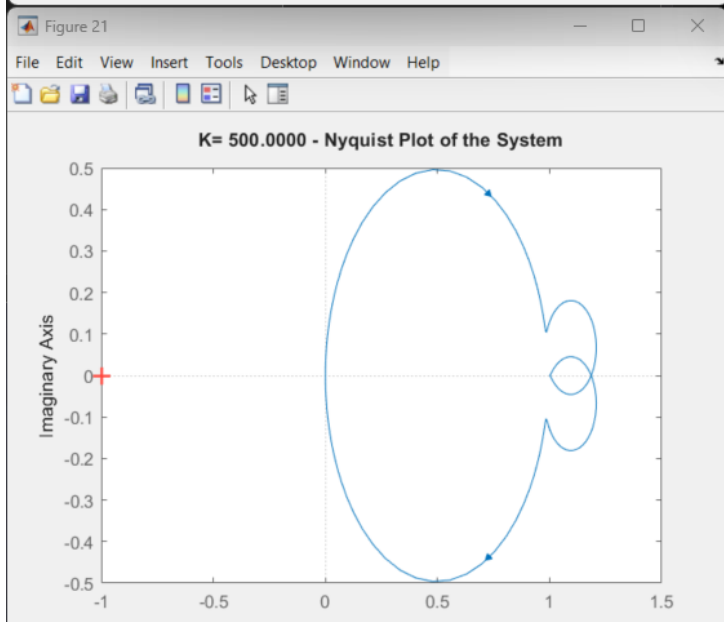 Figure 21
File Edit View Insert Tools Desktop Window Help
K= 500.0000 - Nyquist Plot of the System
0.5
0.4
0.3
0.2
0.1
0
-0.1
-0.2
-0.3
-0.4
-0.5
Imaginary Axis
-1 -0.5 0 0.5 1 1.5